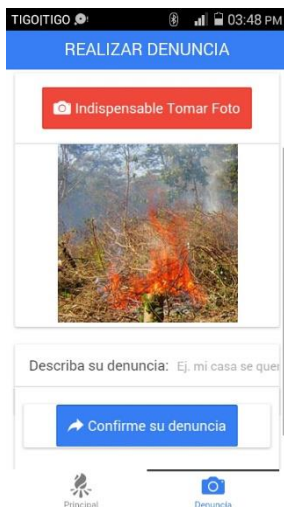 TIGO|TIGO 03:48 PM
REALIZAR DENUNCIA
Indispensable Tomar Foto
Describa su denuncia: Ej. mi casa se que
Confirme su denuncia
Principal
Denuncia